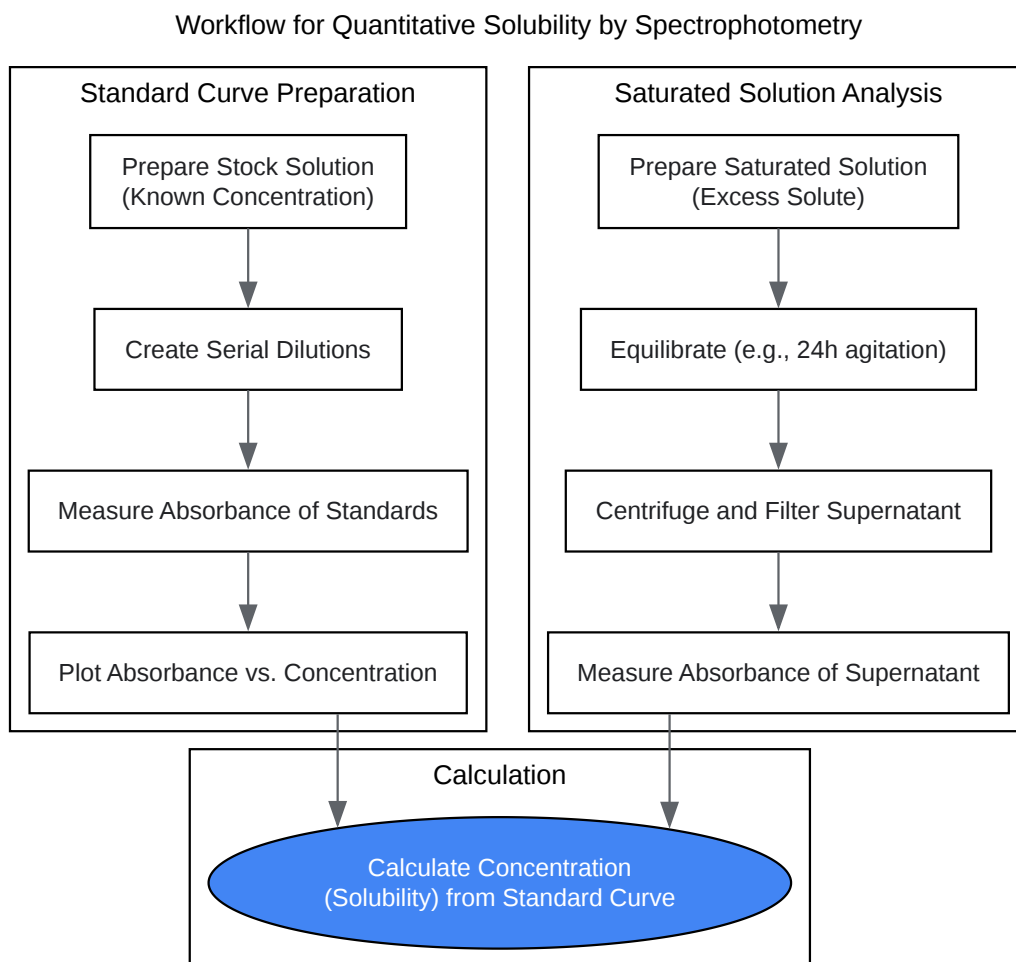 Workflow for Quantitative Solubility by Spectrophotometry
Standard Curve Preparation
Prepare Stock Solution
(Known Concentration)
Create Serial Dilutions
Measure Absorbance of Standards
Plot Absorbance vs. Concentration
Saturated Solution Analysis
Prepare Saturated Solution
(Excess Solute)
Equilibrate (e.g., 24h agitation)
Centrifuge and Filter Supernatant
Measure Absorbance of Supernatant
Calculation
Calculate Concentration
(Solubility) from Standard Curve